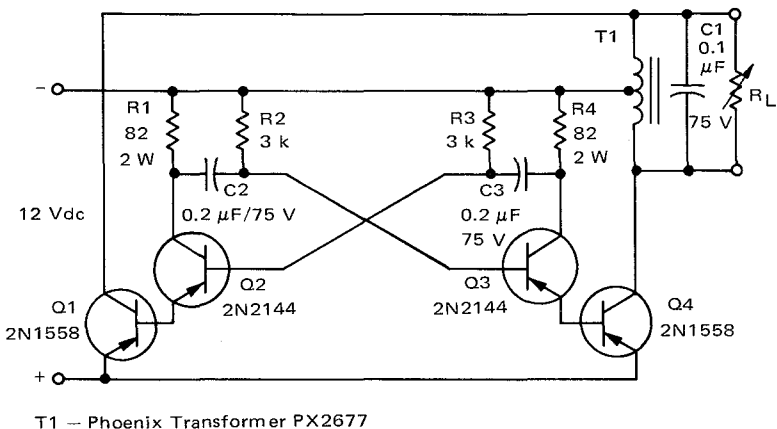 T1
C1
0.1
μF
75 V
RL
−
R1
82
2 W
R2
3 k
R3
3 k
R4
82
2 W
C2
0.2 μF/75 V
C3
0.2 μF
75 V
12 Vdc
Q1
2N1558
Q2
2N2144
Q3
2N2144
Q4
2N1558
+
T1 — Phoenix Transformer PX2677